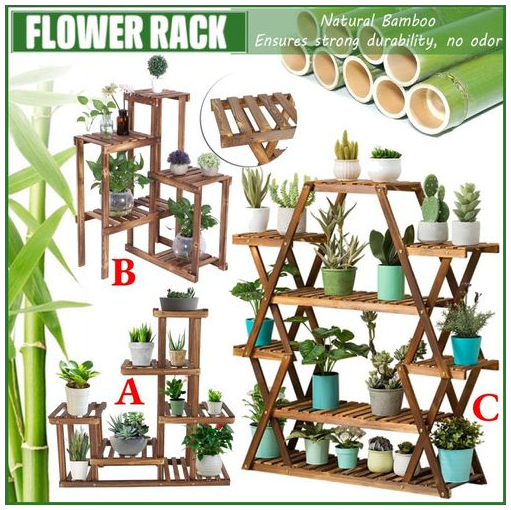 FLOWER RACK
Natural Bamboo
Ensures strong durability, no odor
B
A
C